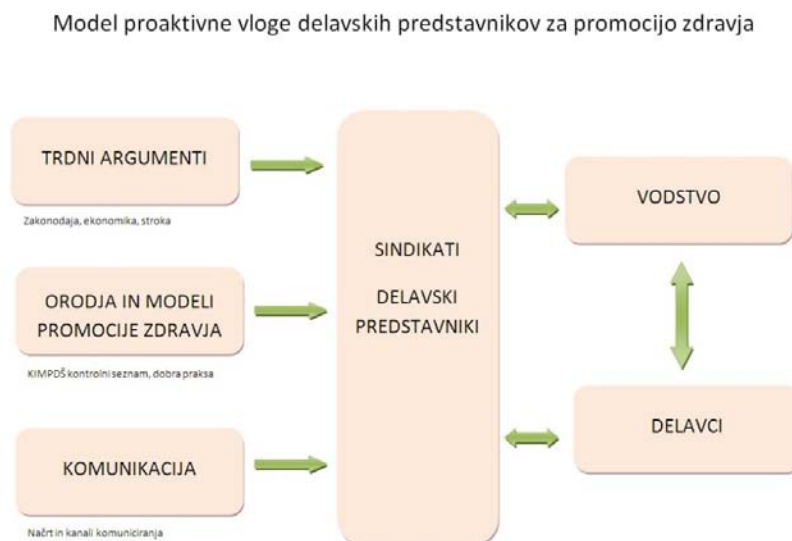 Model proaktivne vloge delavskih predstavnikov za promocijo zdravja
TRDNI ARGUMENTI
Zakonodaja, ekonomika, stroka
ORODJA IN MODELI
PROMOCIJE ZDRAVJA
KIMPDŠ kontrolni seznam, dobra praksa
KOMUNIKACIJA
Načrt in kanali komuniciranja
SINDIKATI
DELAVSKI
PREDSTAVNIKI
VODSTVO
DELAVCI